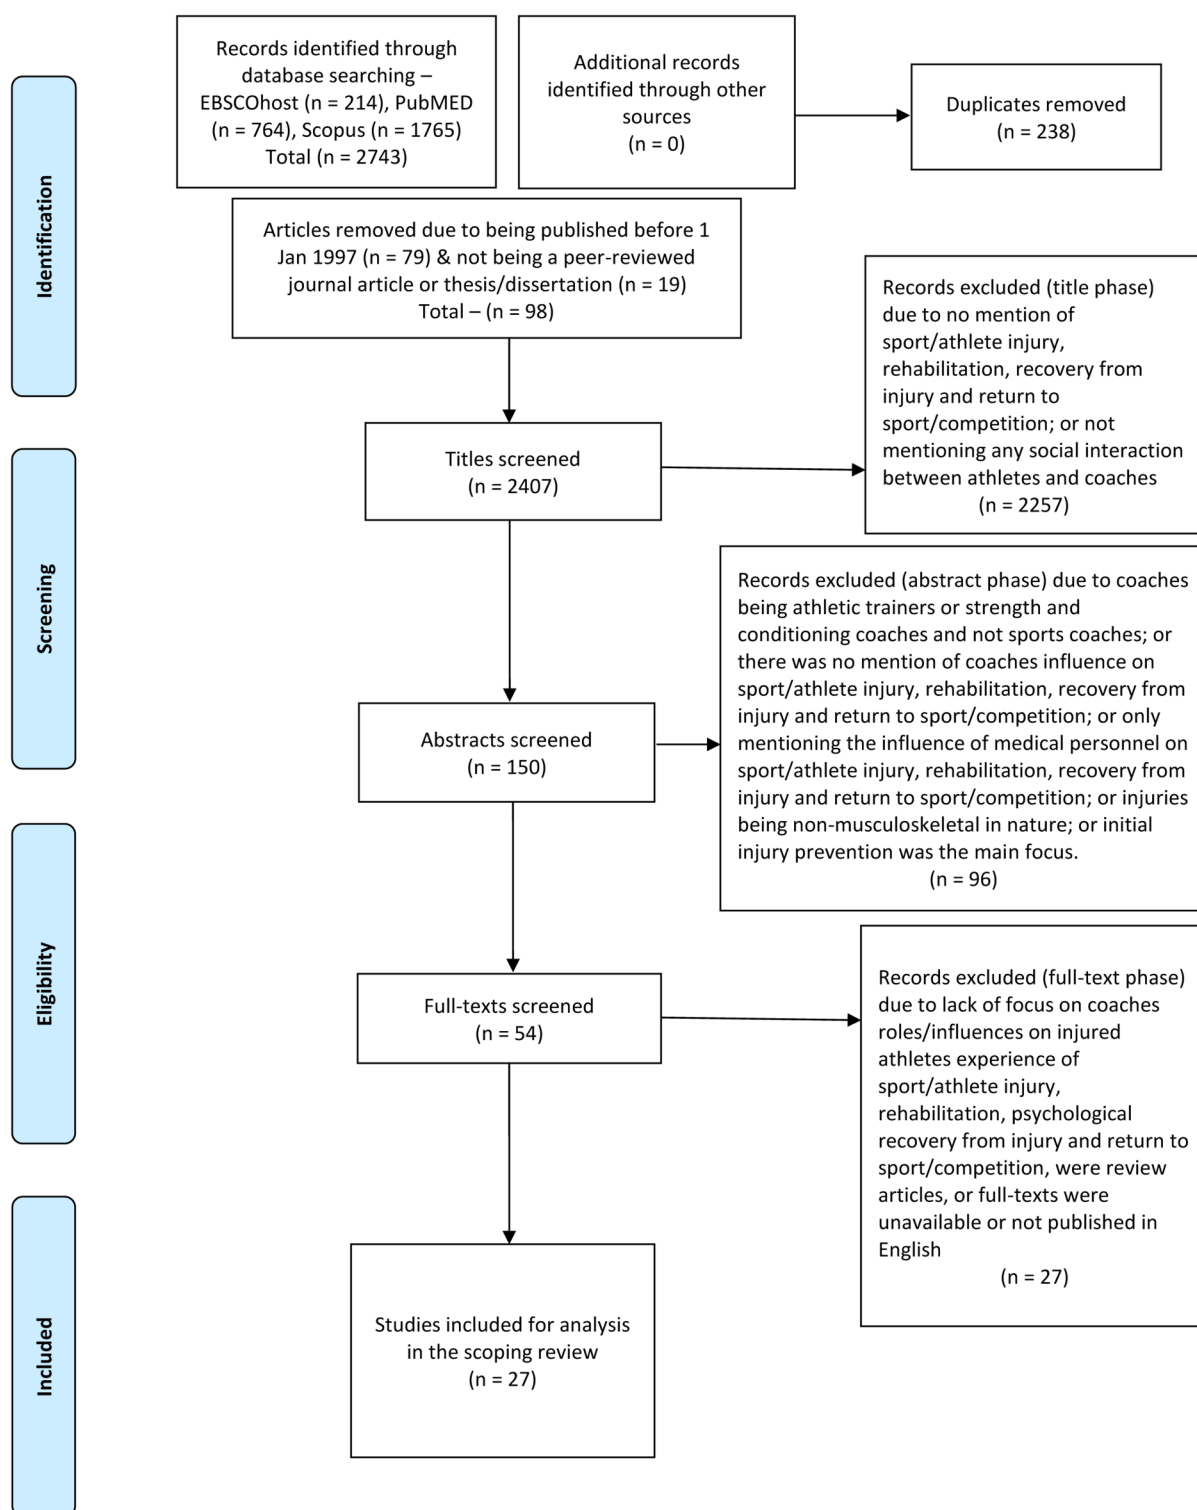 Records identified through
database searching –
EBSCOhost (n = 214), PubMED
(n = 764), Scopus (n = 1765)
Total (n = 2743)
Additional records
identified through other
sources
(n = 0)
Duplicates removed
(n = 238)
Identification
Articles removed due to being published before 1
Jan 1997 (n = 79) & not being a peer-reviewed
journal article or thesis/dissertation (n = 19)
Total – (n = 98)
Records excluded (title phase)
due to no mention of
sport/athlete injury,
rehabilitation, recovery from
injury and return to
sport/competition; or not
mentioning any social interaction
between athletes and coaches
(n = 2257)
Titles screened
(n = 2407)
Screening
Records excluded (abstract phase) due to coaches
being athletic trainers or strength and
conditioning coaches and not sports coaches; or
there was no mention of coaches influence on
sport/athlete injury, rehabilitation, recovery from
injury and return to sport/competition; or only
mentioning the influence of medical personnel on
sport/athlete injury, rehabilitation, recovery from
injury and return to sport/competition; or injuries
being non-musculoskeletal in nature; or initial
injury prevention was the main focus.
(n = 96)
Abstracts screened
(n = 150)
Eligibility
Full-texts screened
(n = 54)
Records excluded (full-text phase)
due to lack of focus on coaches
roles/influences on injured
athletes experience of
sport/athlete injury,
rehabilitation, psychological
recovery from injury and return to
sport/competition, were review
articles, or full-texts were
unavailable or not published in
English
(n = 27)
Included
Studies included for analysis
in the scoping review
(n = 27)